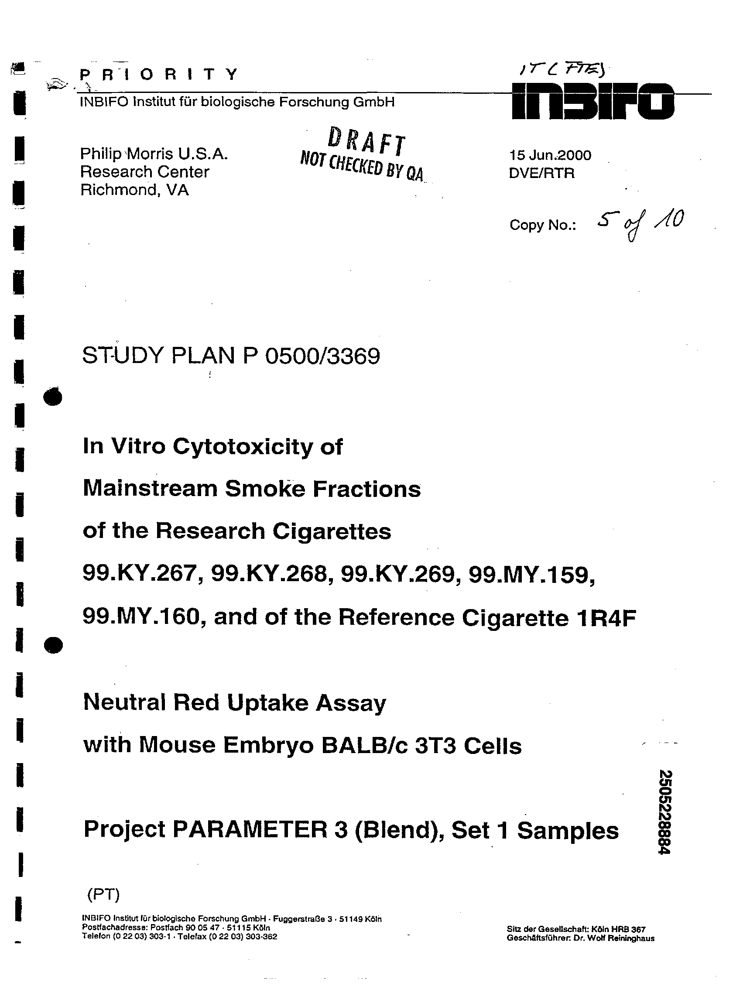 P R I O R I T Y
INBIFO Institut für biologische Forschung GmbH
INBIFO
Philip Morris U.S.A.
Research Center
Richmond, VA
DRAFT
NOT CHECKED BY QA
15 Jun.2000
DVE/RTR
Copy No.: 5 of 10
STUDY PLAN P 0500/3369
In Vitro Cytotoxicity of
Mainstream Smoke Fractions
of the Research Cigarettes
99.KY.267, 99.KY.268, 99.KY.269, 99.MY.159,
99.MY.160, and of the Reference Cigarette 1R4F
Neutral Red Uptake Assay
with Mouse Embryo BALB/c 3T3 Cells
Project PARAMETER 3 (Blend), Set 1 Samples
2505228884
(PT)
INBIFO Institut für biologische Forschung GmbH · Fuggerstraße 3 · 51149 Köln
Postfachadresse: Postfach 90 05 47 · 51115 Köln
Telefon (0 22 03) 303-1 · Telefax (0 22 03) 303-362
Sitz der Gesellschaft: Köln HRB 367
Geschäftsführer: Dr. Wolf Reininghaus